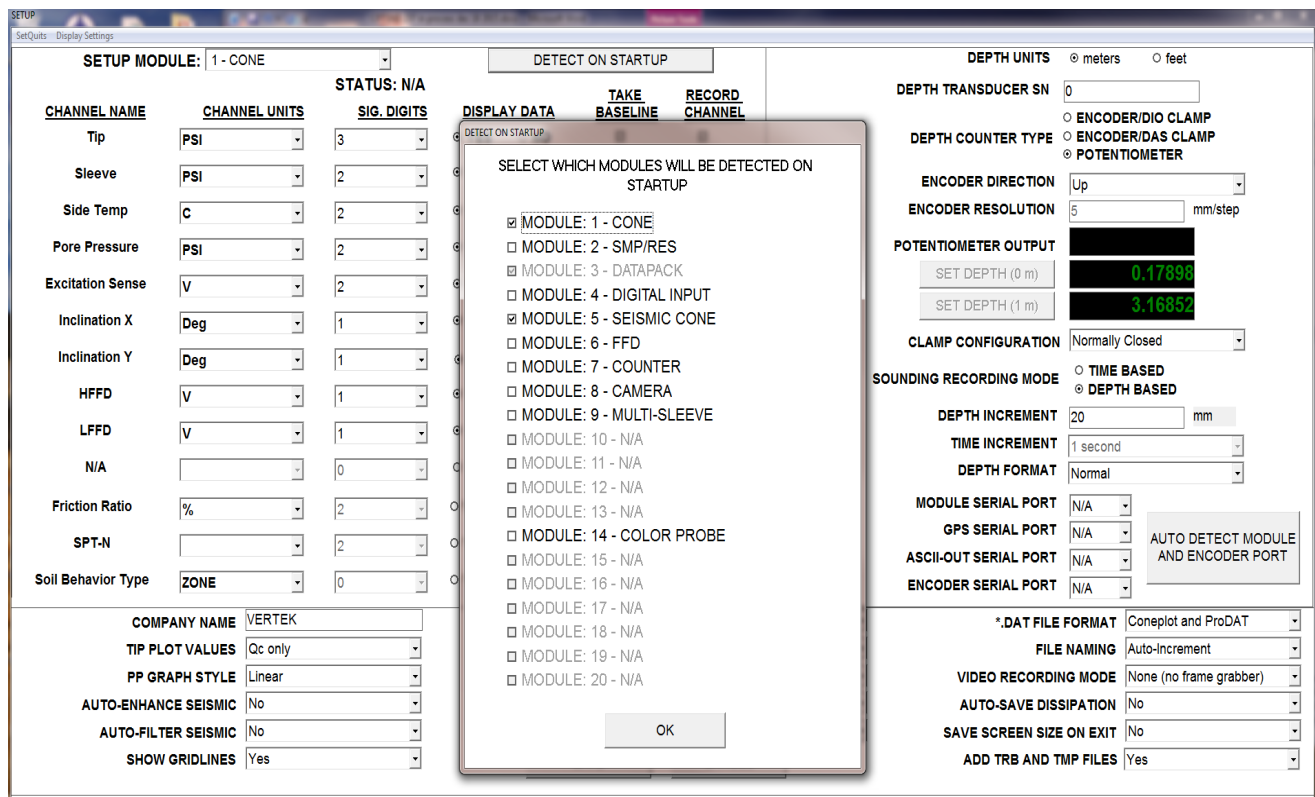 SETUP
SetQuits Display Settings
SETUP MODULE: 1 - CONE
DETECT ON STARTUP
STATUS: N/A
CHANNEL NAME CHANNEL UNITS SIG. DIGITS DISPLAY DATA TAKE BASELINE RECORD CHANNEL
Tip PSI 3
Sleeve PSI 2
Side Temp C 2
Pore Pressure PSI 2
Excitation Sense V 2
Inclination X Deg 1
Inclination Y Deg 1
HFFD V 1
LFFD V 1
N/A 0
Friction Ratio % 2
SPT-N 2
Soil Behavior Type ZONE 0
DETECT ON STARTUP
SELECT WHICH MODULES WILL BE DETECTED ON
STARTUP
MODULE: 1 - CONE
MODULE: 2 - SMP/RES
MODULE: 3 - DATAPACK
MODULE: 4 - DIGITAL INPUT
MODULE: 5 - SEISMIC CONE
MODULE: 6 - FFD
MODULE: 7 - COUNTER
MODULE: 8 - CAMERA
MODULE: 9 - MULTI-SLEEVE
MODULE: 10 - N/A
MODULE: 11 - N/A
MODULE: 12 - N/A
MODULE: 13 - N/A
MODULE: 14 - COLOR PROBE
MODULE: 15 - N/A
MODULE: 16 - N/A
MODULE: 17 - N/A
MODULE: 18 - N/A
MODULE: 19 - N/A
MODULE: 20 - N/A
OK
DEPTH UNITS meters feet
DEPTH TRANSDUCER SN 0
DEPTH COUNTER TYPE
ENCODER/DIO CLAMP
ENCODER/DAS CLAMP
POTENTIOMETER
ENCODER DIRECTION Up
ENCODER RESOLUTION 5 mm/step
POTENTIOMETER OUTPUT
SET DEPTH (0 m) 0.17898
SET DEPTH (1 m) 3.16852
CLAMP CONFIGURATION Normally Closed
SOUNDING RECORDING MODE
TIME BASED
DEPTH BASED
DEPTH INCREMENT 20 mm
TIME INCREMENT 1 second
DEPTH FORMAT Normal
MODULE SERIAL PORT N/A
GPS SERIAL PORT N/A
ASCII-OUT SERIAL PORT N/A
ENCODER SERIAL PORT N/A
AUTO DETECT MODULE
AND ENCODER PORT
COMPANY NAME VERTEK
TIP PLOT VALUES Qc only
PP GRAPH STYLE Linear
AUTO-ENHANCE SEISMIC No
AUTO-FILTER SEISMIC No
SHOW GRIDLINES Yes
*.DAT FILE FORMAT Coneplot and ProDAT
FILE NAMING Auto-Increment
VIDEO RECORDING MODE None (no frame grabber)
AUTO-SAVE DISSIPATION No
SAVE SCREEN SIZE ON EXIT No
ADD TRB AND TMP FILES Yes